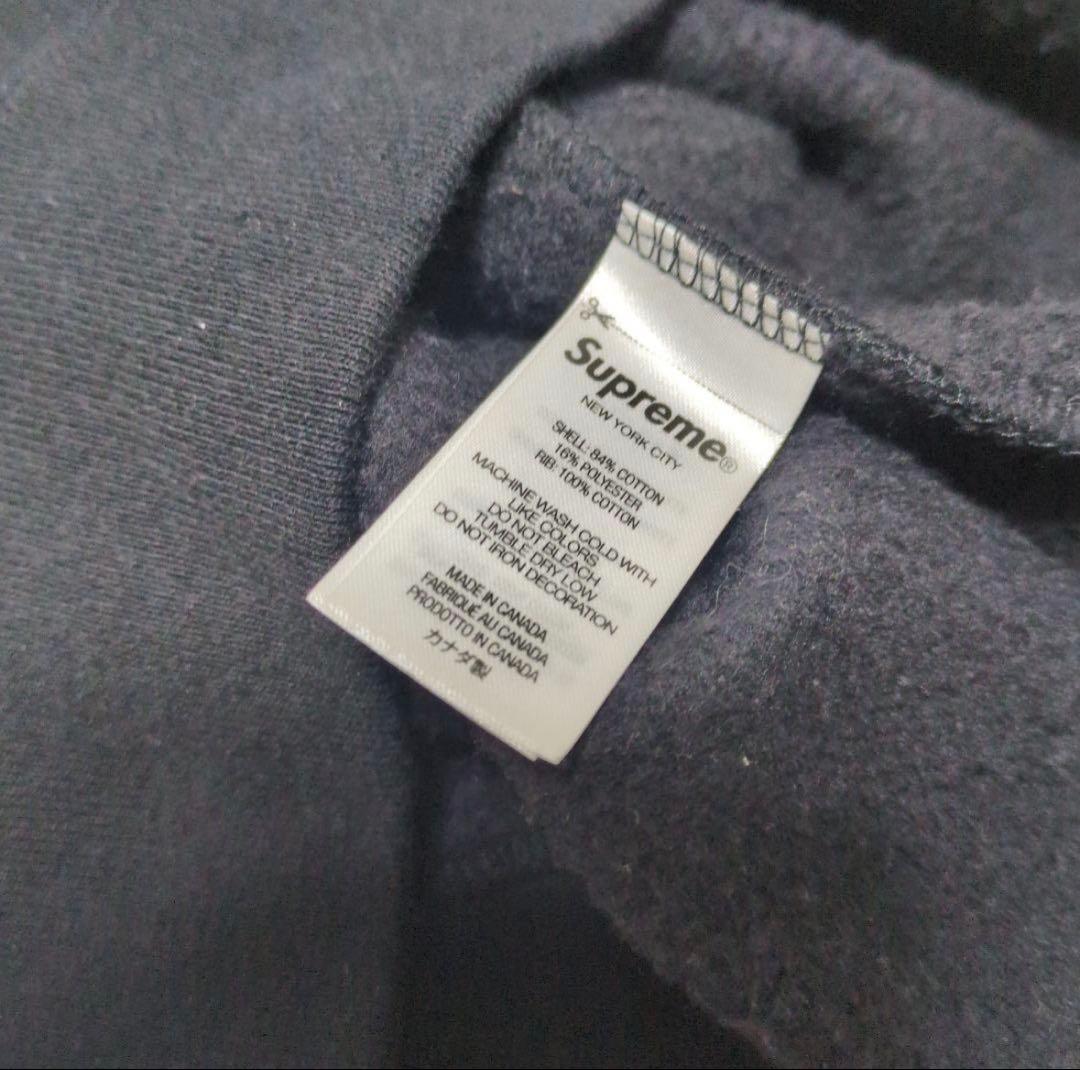 Supreme®
NEW YORK CITY
SHELL: 84% COTTON
16% POLYESTER
RIB: 100% COTTON
MACHINE WASH COLD WITH
LIKE COLORS
DO NOT BLEACH
TUMBLE DRY LOW
DO NOT IRON DECORATION
MADE IN CANADA
FABRIQUÉ AU CANADA
PRODOTTO IN CANADA
カナダ製